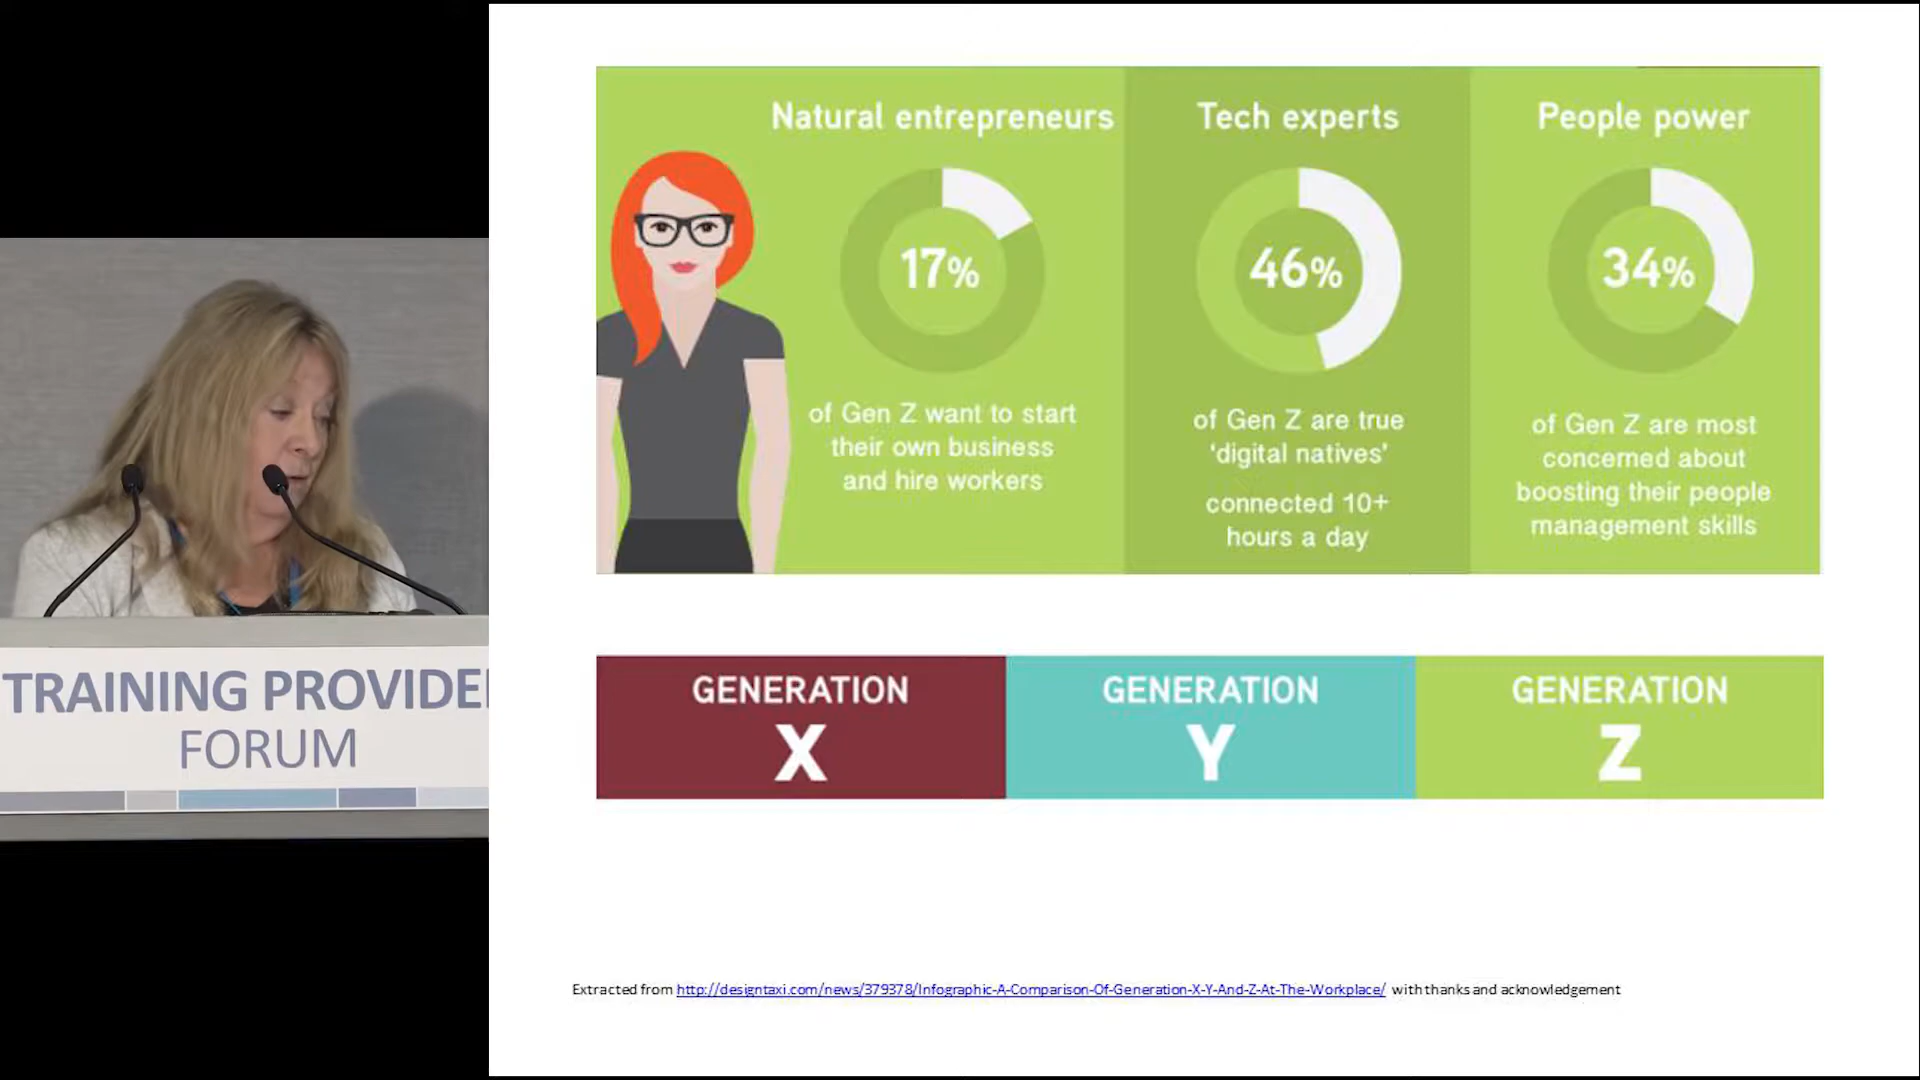 Natural entrepreneurs
17%
of Gen Z want to start
their own business
and hire workers
Tech experts
46%
of Gen Z are true
'digital natives'
connected 10+
hours a day
People power
34%
of Gen Z are most
concerned about
boosting their people
management skills
GENERATION
X
GENERATION
Y
GENERATION
Z
Extracted from http://designtaxi.com/news/379378/Infographic-A-Comparison-Of-Generation-X-Y-And-Z-At-The-Workplace/ with thanks and acknowledgement
TRAINING PROVIDE
FORUM